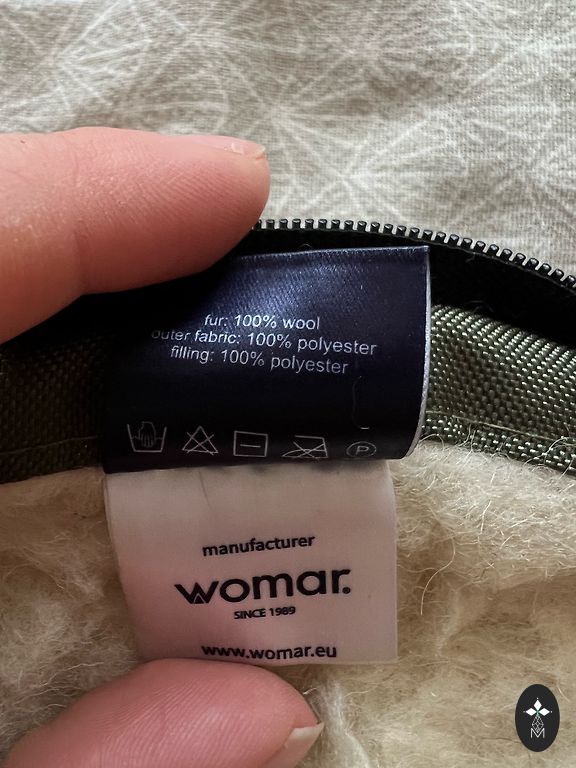 fur: 100% wool
outer fabric: 100% polyester
filling: 100% polyester
P
manufacturer
womar.
SINCE 1989
www.womar.eu
M